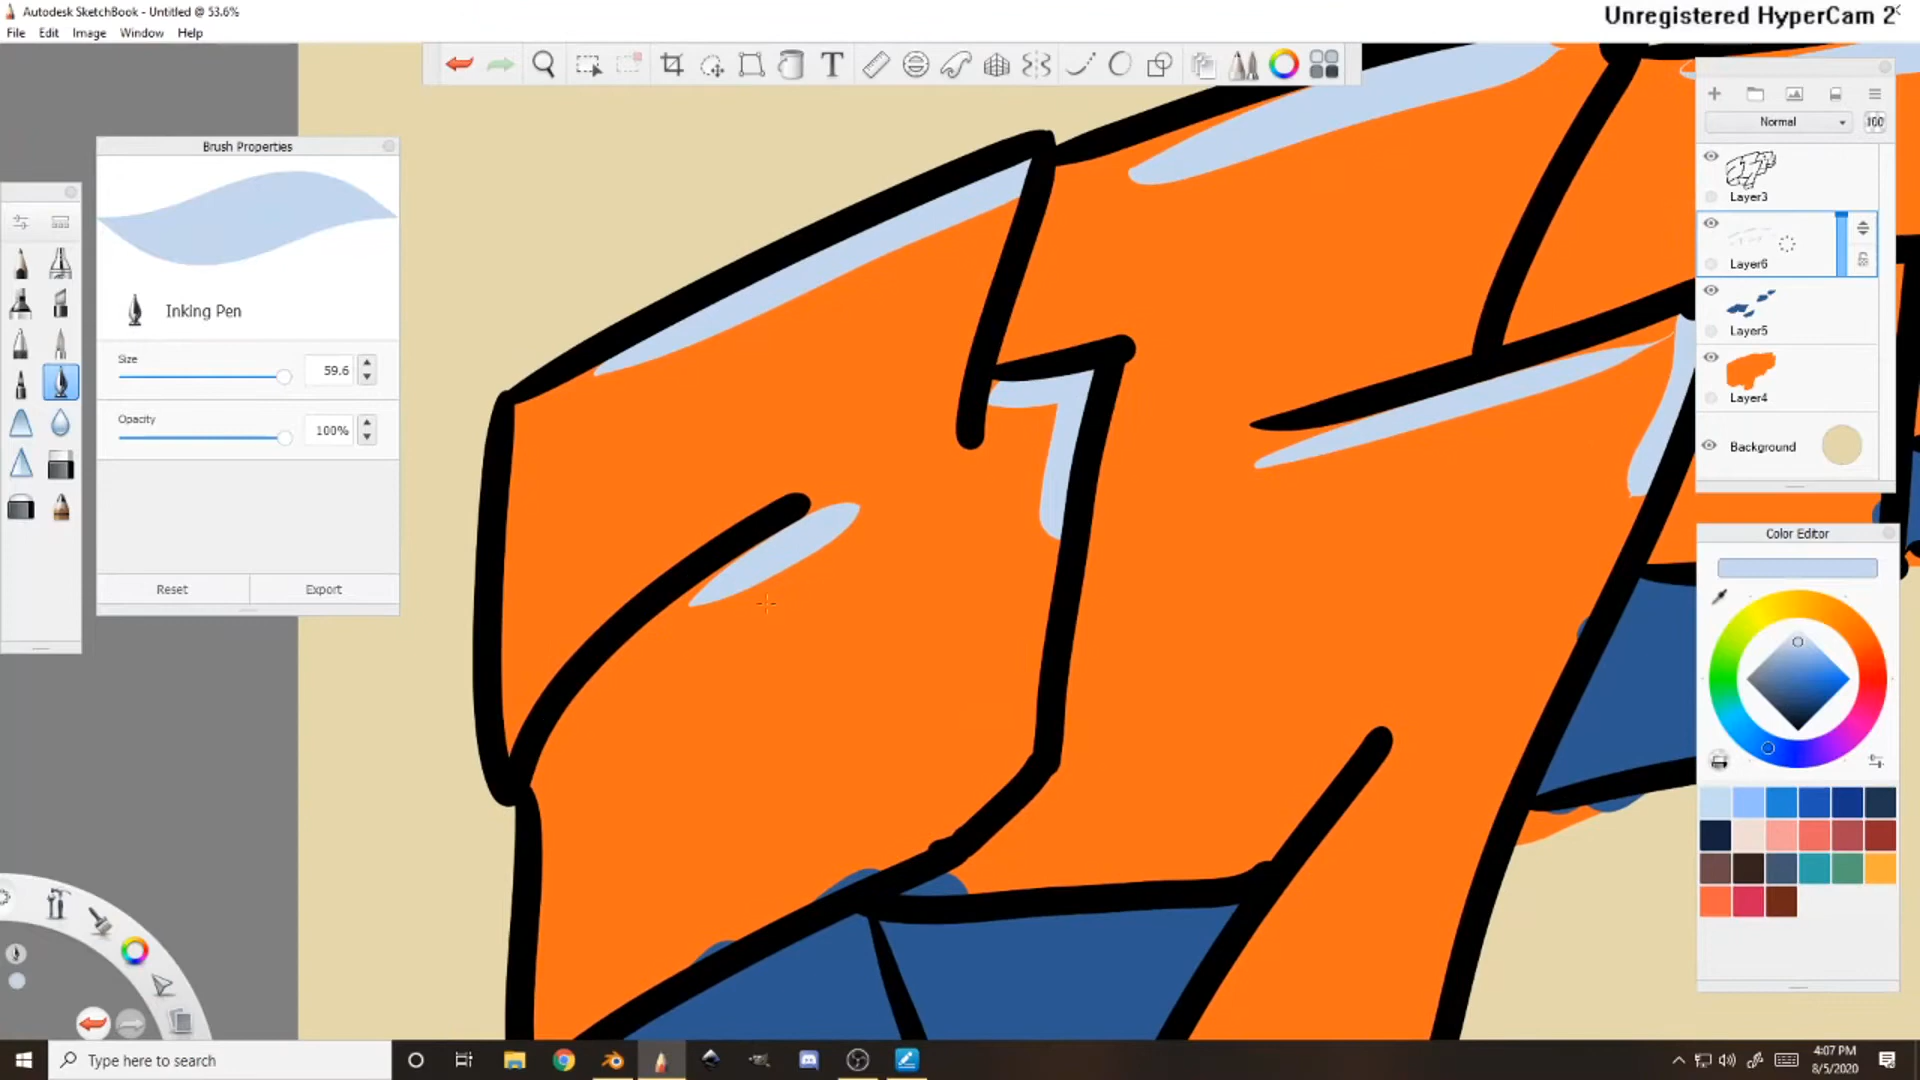 Autodesk SketchBook - Untitled @ 53.6%
Unregistered HyperCam 2
File Edit Image Window Help
Brush Properties
Inking Pen
Size
59.6
Opacity
100%
Reset Export
Normal 100
Layer3
Layer6
Layer5
Layer4
Background
Color Editor
Type here to search
4:07 PM
8/5/2020